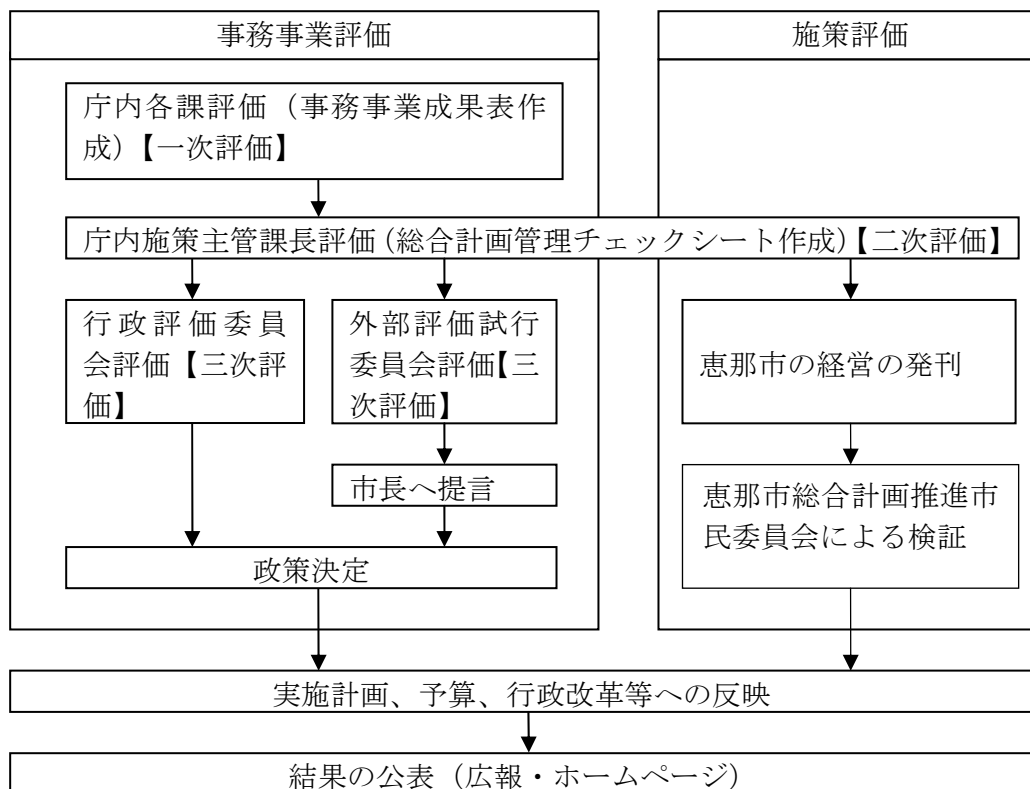 事務事業評価
施策評価
庁内各課評価（事務事業成果表作
成）【一次評価】
庁内施策主管課長評価（総合計画管理チェックシート作成）【二次評価】
行政評価委員
会評価【三次評
価】
外部評価試行
委員会評価【三
次評価】
恵那市の経営の発刊
市長へ提言
恵那市総合計画推進市
民委員会による検証
政策決定
実施計画、予算、行政改革等への反映
結果の公表（広報・ホームページ）